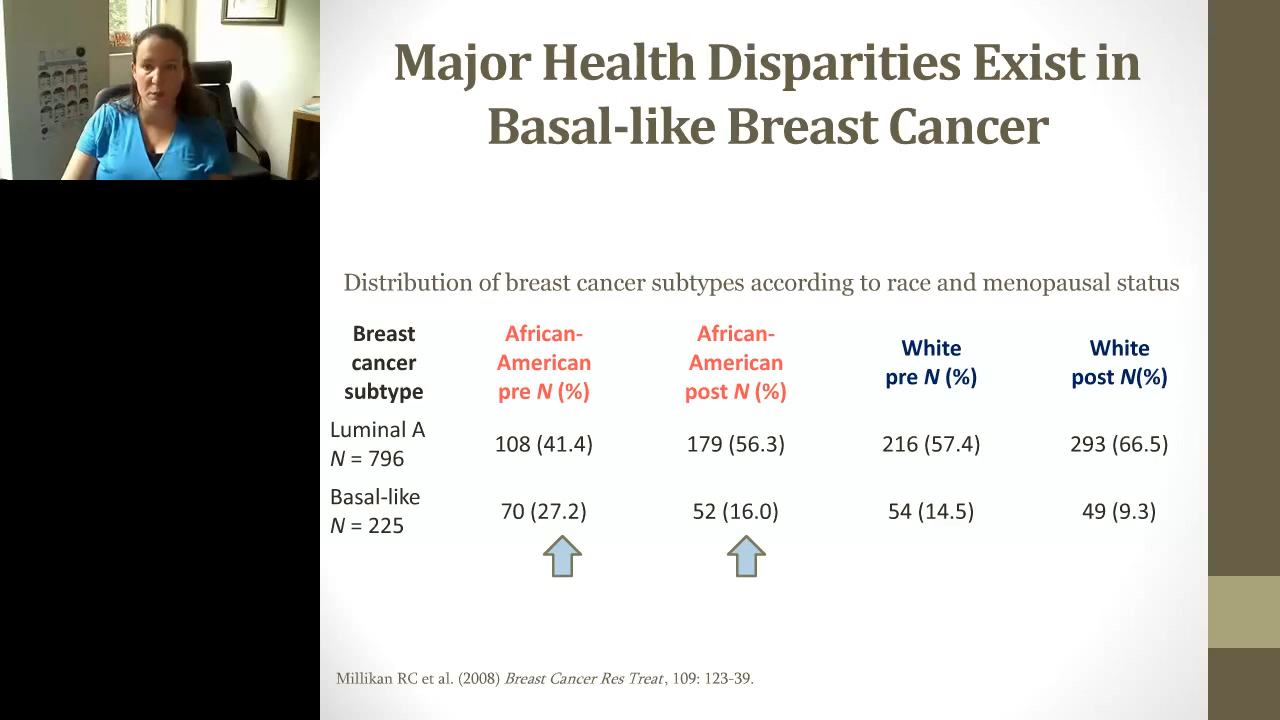 Major Health Disparities Exist in
Basal-like Breast Cancer
Distribution of breast cancer subtypes according to race and menopausal status
Breast
cancer
subtype
African-
American
pre N (%)
African-
American
post N (%)
White
pre N (%)
White
post N(%)
Luminal A
N = 796
108 (41.4)
179 (56.3)
216 (57.4)
293 (66.5)
Basal-like
N = 225
70 (27.2)
52 (16.0)
54 (14.5)
49 (9.3)
Millikan RC et al. (2008) Breast Cancer Res Treat, 109: 123-39.